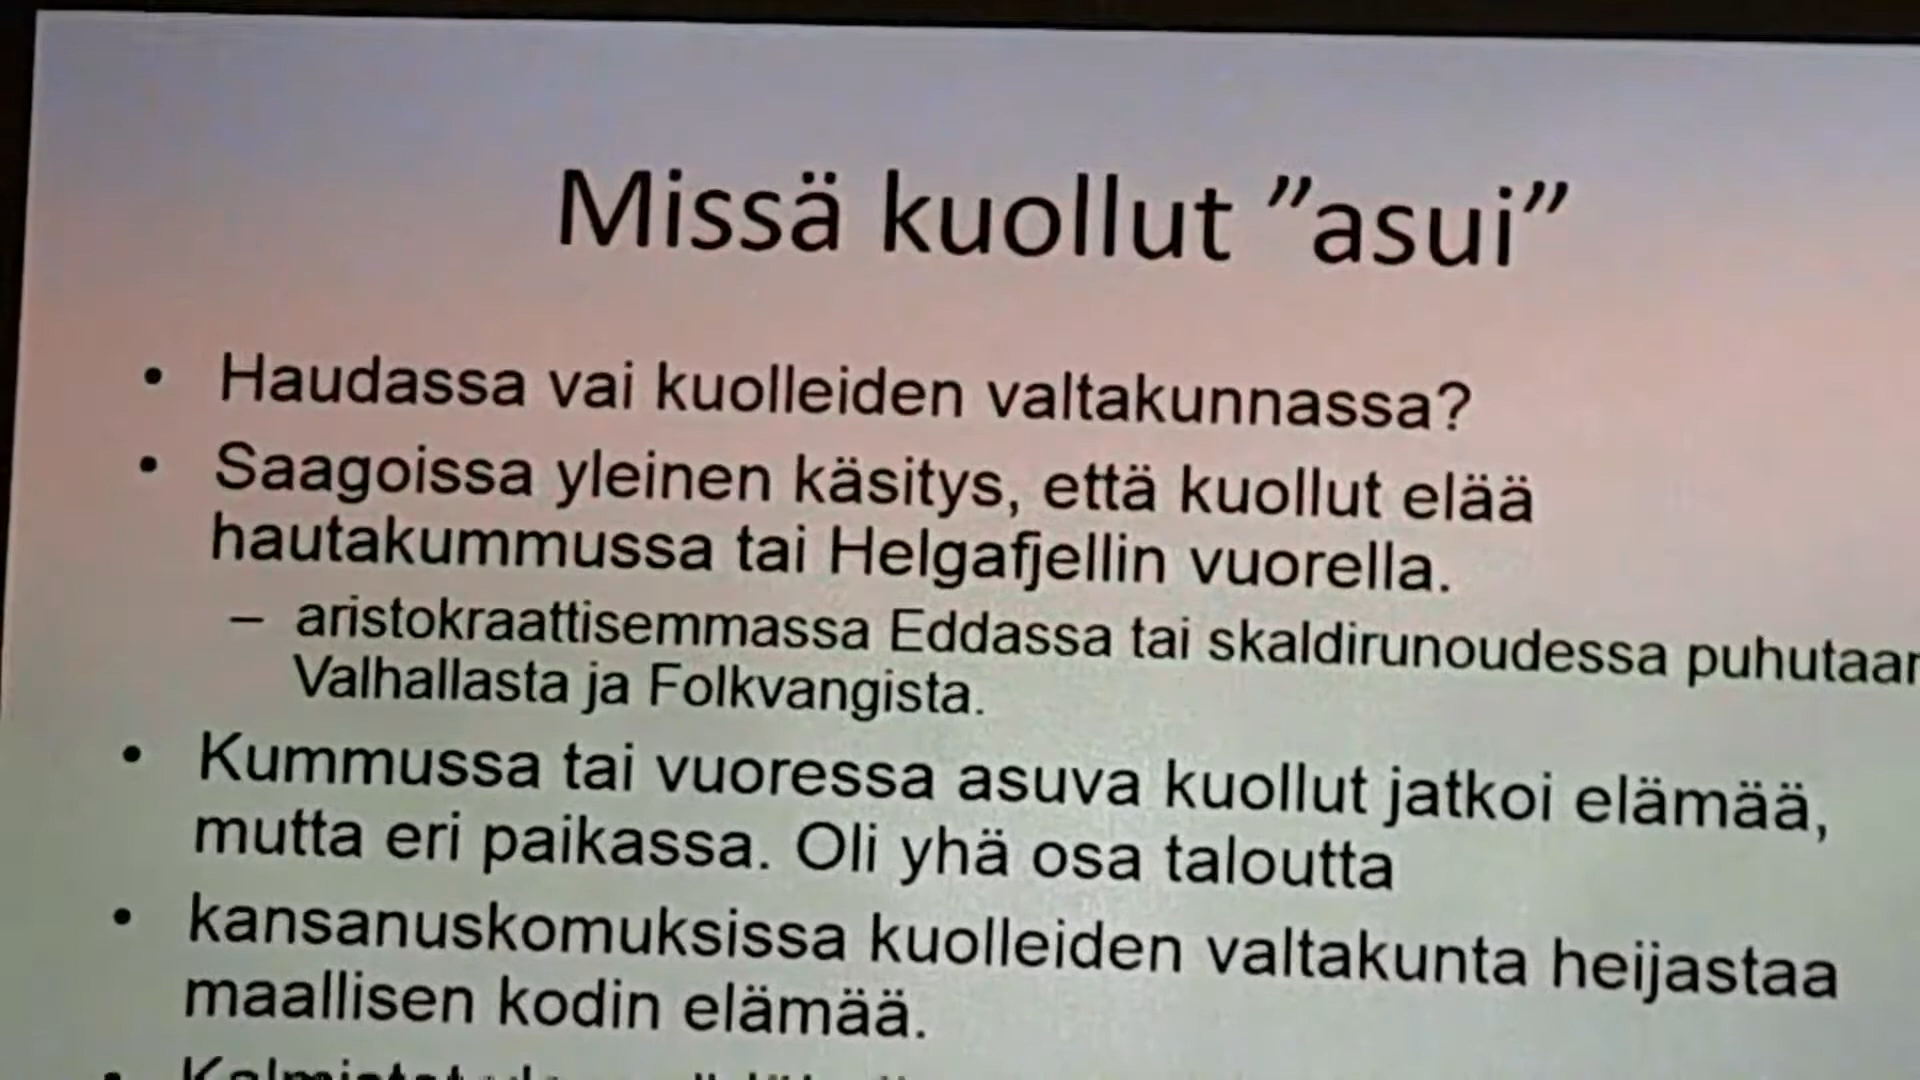 Missä kuollut ”asui”
• Haudassa vai kuolleiden valtakunnassa?
• Saagoissa yleinen käsitys, että kuollut elää
hautakummussa tai Helgafjellin vuorella.
– aristokraattisemmassa Eddassa tai skaldirunoudessa
Valhallasta ja Folkvangista.
• Kummussa tai vuoressa asuva kuollut jatkoi elämää,
mutta eri paikassa. Oli yhä osa taloutta
• kansanuskomuksissa kuolleiden valtakunta heijastaa
maallisen kodin elämää.